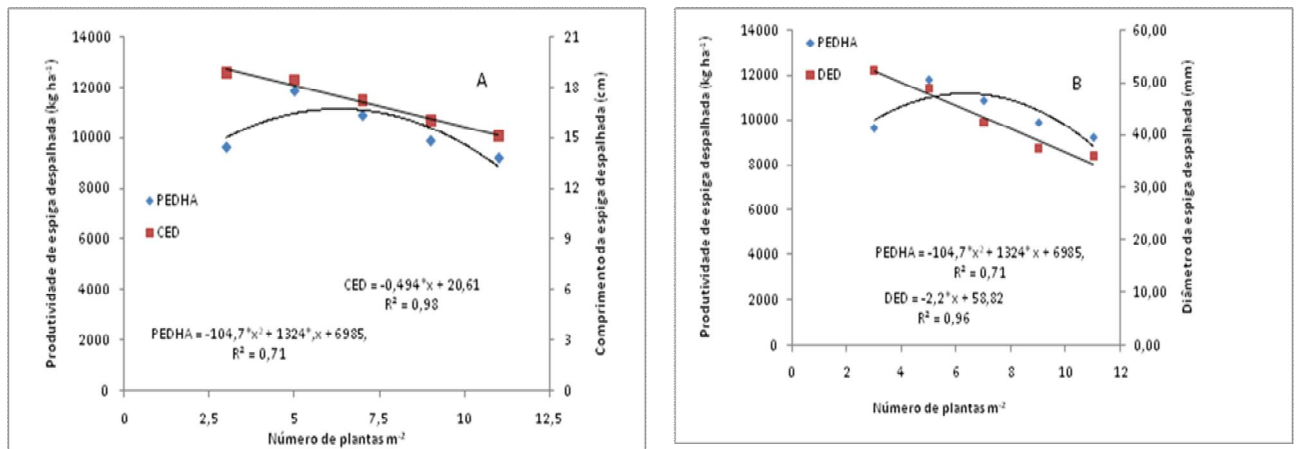 Produtividade de espiga despalhada (kg ha⁻¹)
14000
12000
10000
8000
6000
4000
2000
0
A
PEDHA
CED
CED = -0,494*x + 20,61
R² = 0,98
PEDHA = -104,7*x² + 1324*,x + 6985,
R² = 0,71
21
18
15
12
9
6
3
0
Comprimento da espiga despalhada (cm)
0 2,5 5 7,5 10 12,5
Número de plantas m⁻²
Produtividade de espiga despalhada (kg ha⁻¹)
14000
12000
10000
8000
6000
4000
2000
0
PEDHA
DED
B
PEDHA = -104,7*x² + 1324*x + 6985,
R² = 0,71
DED = -2,2*x + 58,82
R² = 0,96
60,00
50,00
40,00
30,00
20,00
10,00
0,00
Diâmetro da espiga despalhada (mm)
0 2 4 6 8 10 12
Número de plantas m⁻²